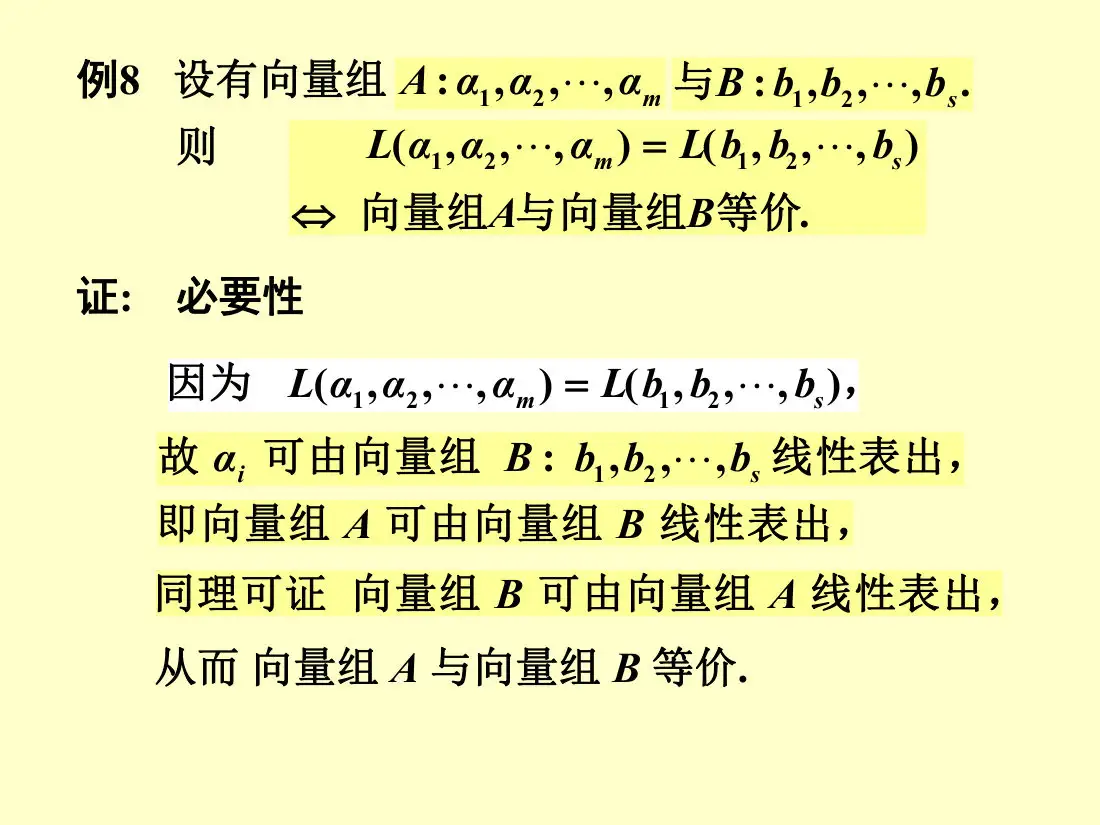 例8 设有向量组 A : α₁,α₂,⋯,αₘ 与B : b₁,b₂,⋯,bₛ.
则 L(α₁,α₂,⋯,αₘ) = L(b₁,b₂,⋯,bₛ)
⇔ 向量组A与向量组B等价.
证: 必要性
因为 L(α₁,α₂,⋯,αₘ) = L(b₁,b₂,⋯,bₛ),
故 αᵢ 可由向量组 B : b₁,b₂,⋯,bₛ 线性表出,
即向量组 A 可由向量组 B 线性表出,
同理可证 向量组 B 可由向量组 A 线性表出,
从而 向量组 A 与向量组 B 等价.